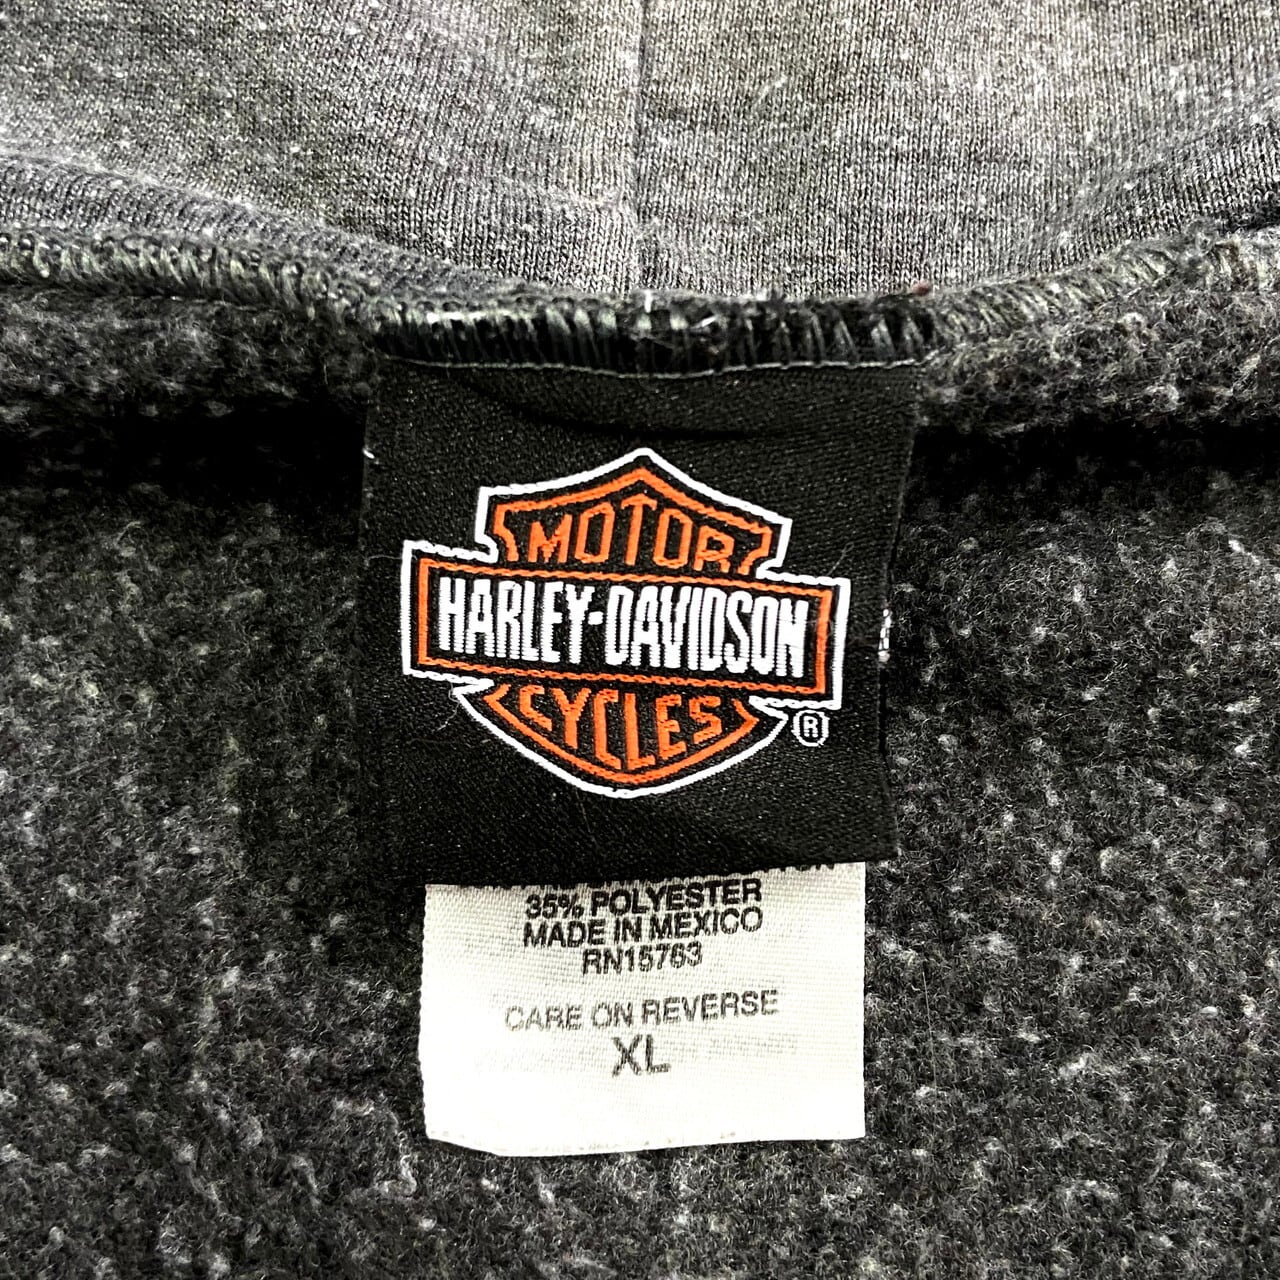 MOTOR
HARLEY-DAVIDSON
CYCLES
®
35% POLYESTER
MADE IN MEXICO
RN15763
CARE ON REVERSE
XL